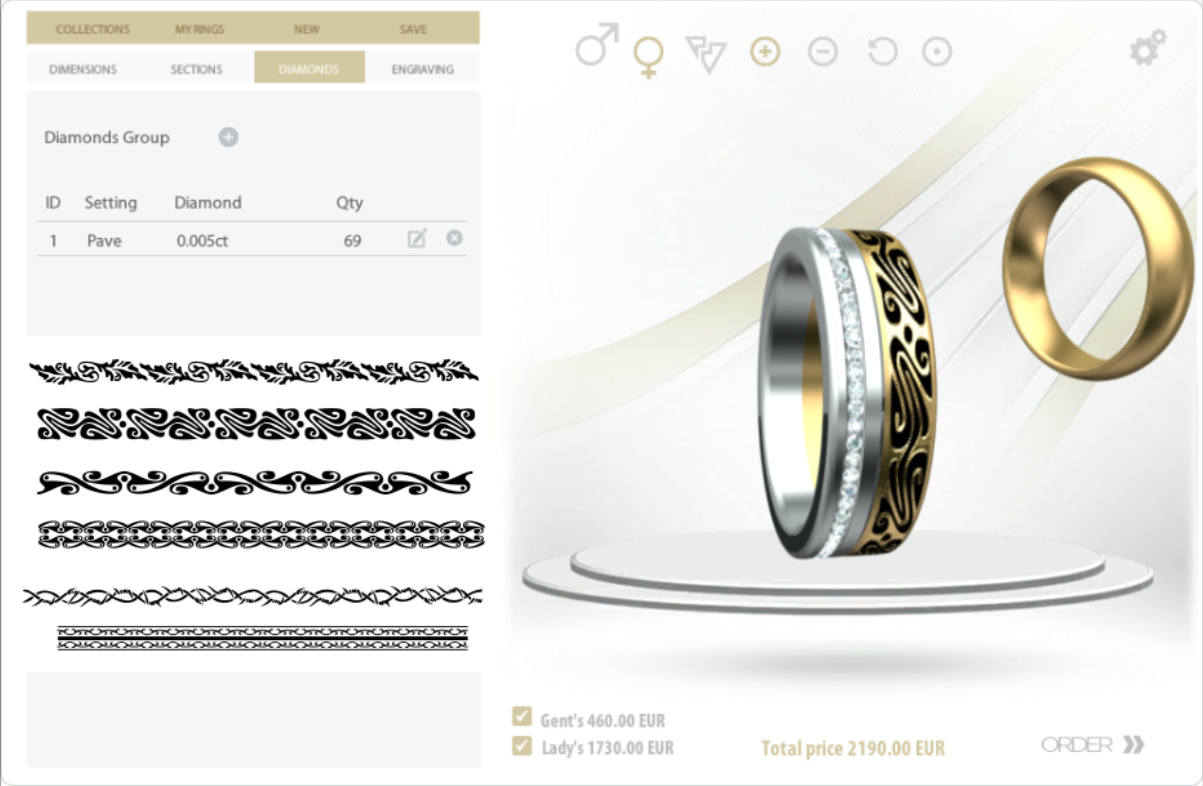 COLLECTIONS MY RINGS NEW SAVE
DIMENSIONS SECTIONS DIAMONDS ENGRAVING
Diamonds Group
ID Setting Diamond Qty
1 Pave 0.005ct 69
Gent's 460.00 EUR
Lady's 1730.00 EUR
Total price 2190.00 EUR
ORDER